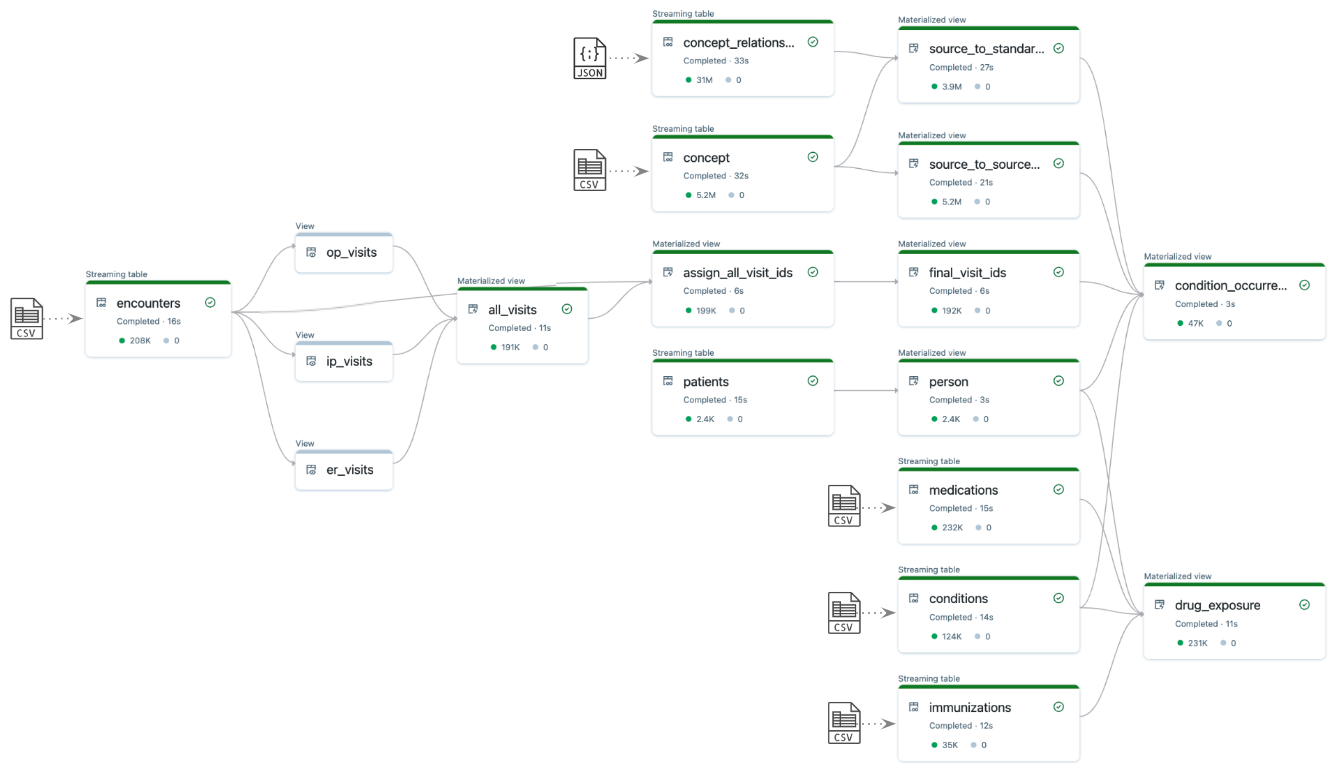 Streaming table
concept_relations...
Completed · 33s
31M 0
JSON
Materialized view
source_to_standar...
Completed · 27s
3.9M 0
Streaming table
concept
Completed · 32s
5.2M 0
CSV
Materialized view
source_to_source...
Completed · 21s
5.2M 0
View
op_visits
Streaming table
encounters
Completed · 16s
208K 0
CSV
View
ip_visits
View
er_visits
Materialized view
all_visits
Completed · 11s
191K 0
Materialized view
assign_all_visit_ids
Completed · 6s
199K 0
Materialized view
final_visit_ids
Completed · 6s
192K 0
Materialized view
condition_occurre...
Completed · 3s
47K 0
Streaming table
patients
Completed · 15s
2.4K 0
Materialized view
person
Completed · 3s
2.4K 0
Streaming table
medications
Completed · 15s
232K 0
CSV
Streaming table
conditions
Completed · 14s
124K 0
CSV
Materialized view
drug_exposure
Completed · 11s
231K 0
Streaming table
immunizations
Completed · 12s
35K 0
CSV